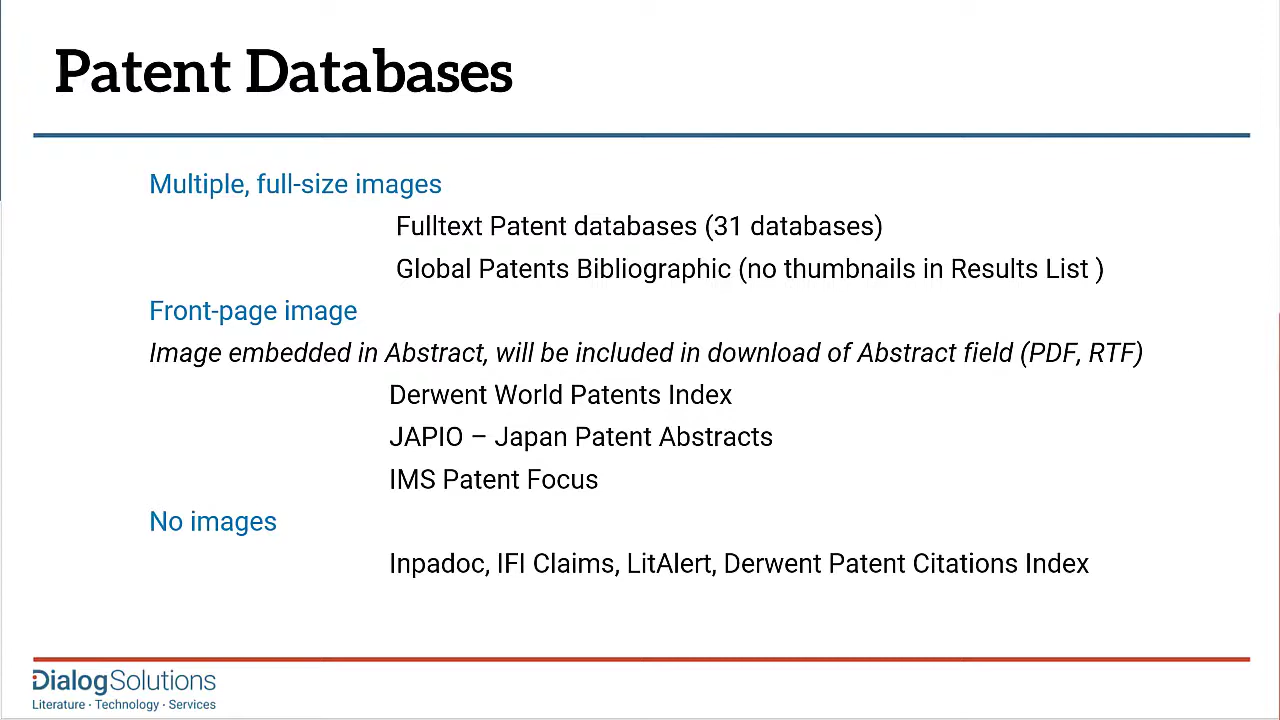 Patent Databases
Multiple, full-size images
Fulltext Patent databases (31 databases)
Global Patents Bibliographic (no thumbnails in Results List )
Front-page image
Image embedded in Abstract, will be included in download of Abstract field (PDF, RTF)
Derwent World Patents Index
JAPIO – Japan Patent Abstracts
IMS Patent Focus
No images
Inpadoc, IFI Claims, LitAlert, Derwent Patent Citations Index
DialogSolutions
Literature · Technology · Services